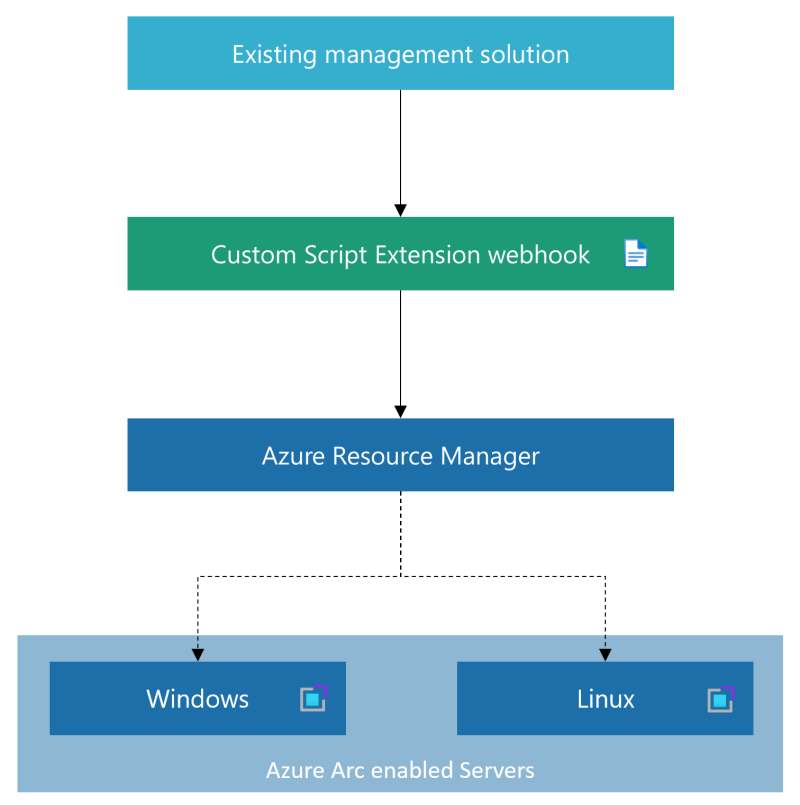 Existing management solution
Custom Script Extension webhook
Azure Resource Manager
Windows
Linux
Azure Arc enabled Servers